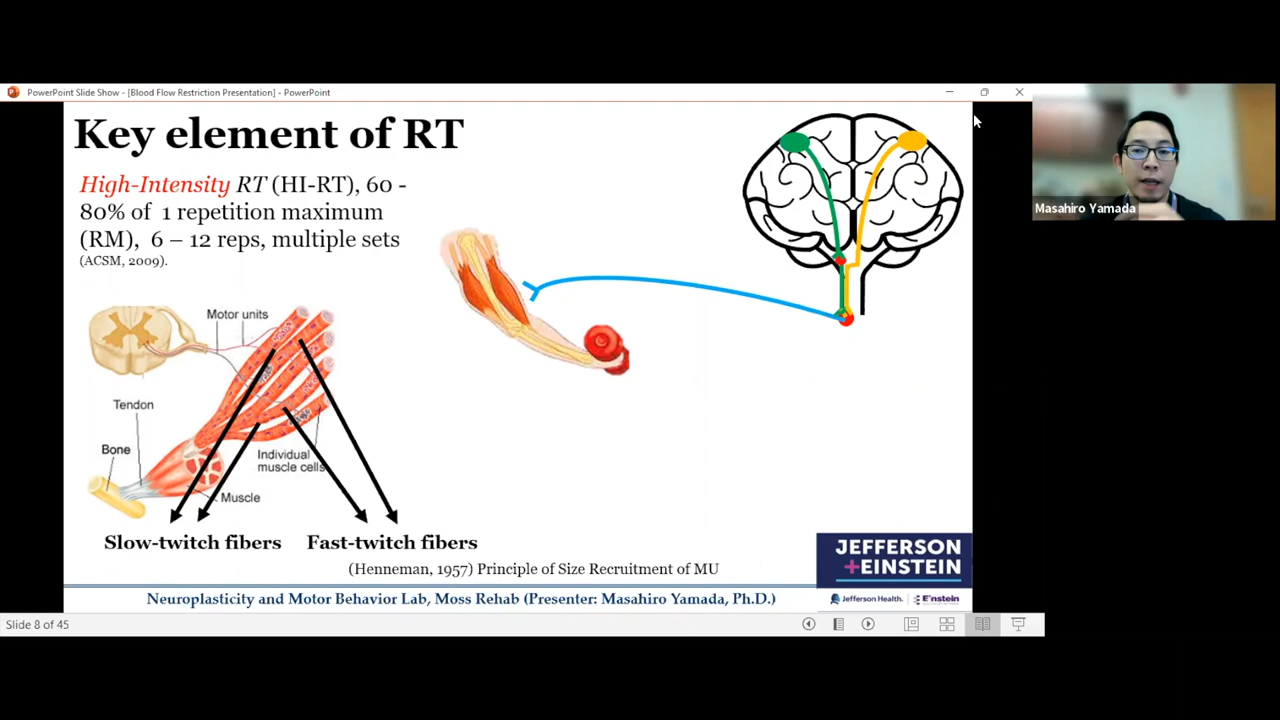 PowerPoint Slide Show - [Blood Flow Restriction Presentation] - PowerPoint
Key element of RT
High-Intensity RT (HI-RT), 60 -
80% of 1 repetition maximum
(RM), 6 – 12 reps, multiple sets
(ACSM, 2009).
Masahiro Yamada
Motor units
Tendon
Bone
Individual
muscle cells
Muscle
Slow-twitch fibers
Fast-twitch fibers
(Henneman, 1957) Principle of Size Recruitment of MU
JEFFERSON
+EINSTEIN
Neuroplasticity and Motor Behavior Lab, Moss Rehab (Presenter: Masahiro Yamada, Ph.D.)
Jefferson Health. | Einstein
Slide 8 of 45